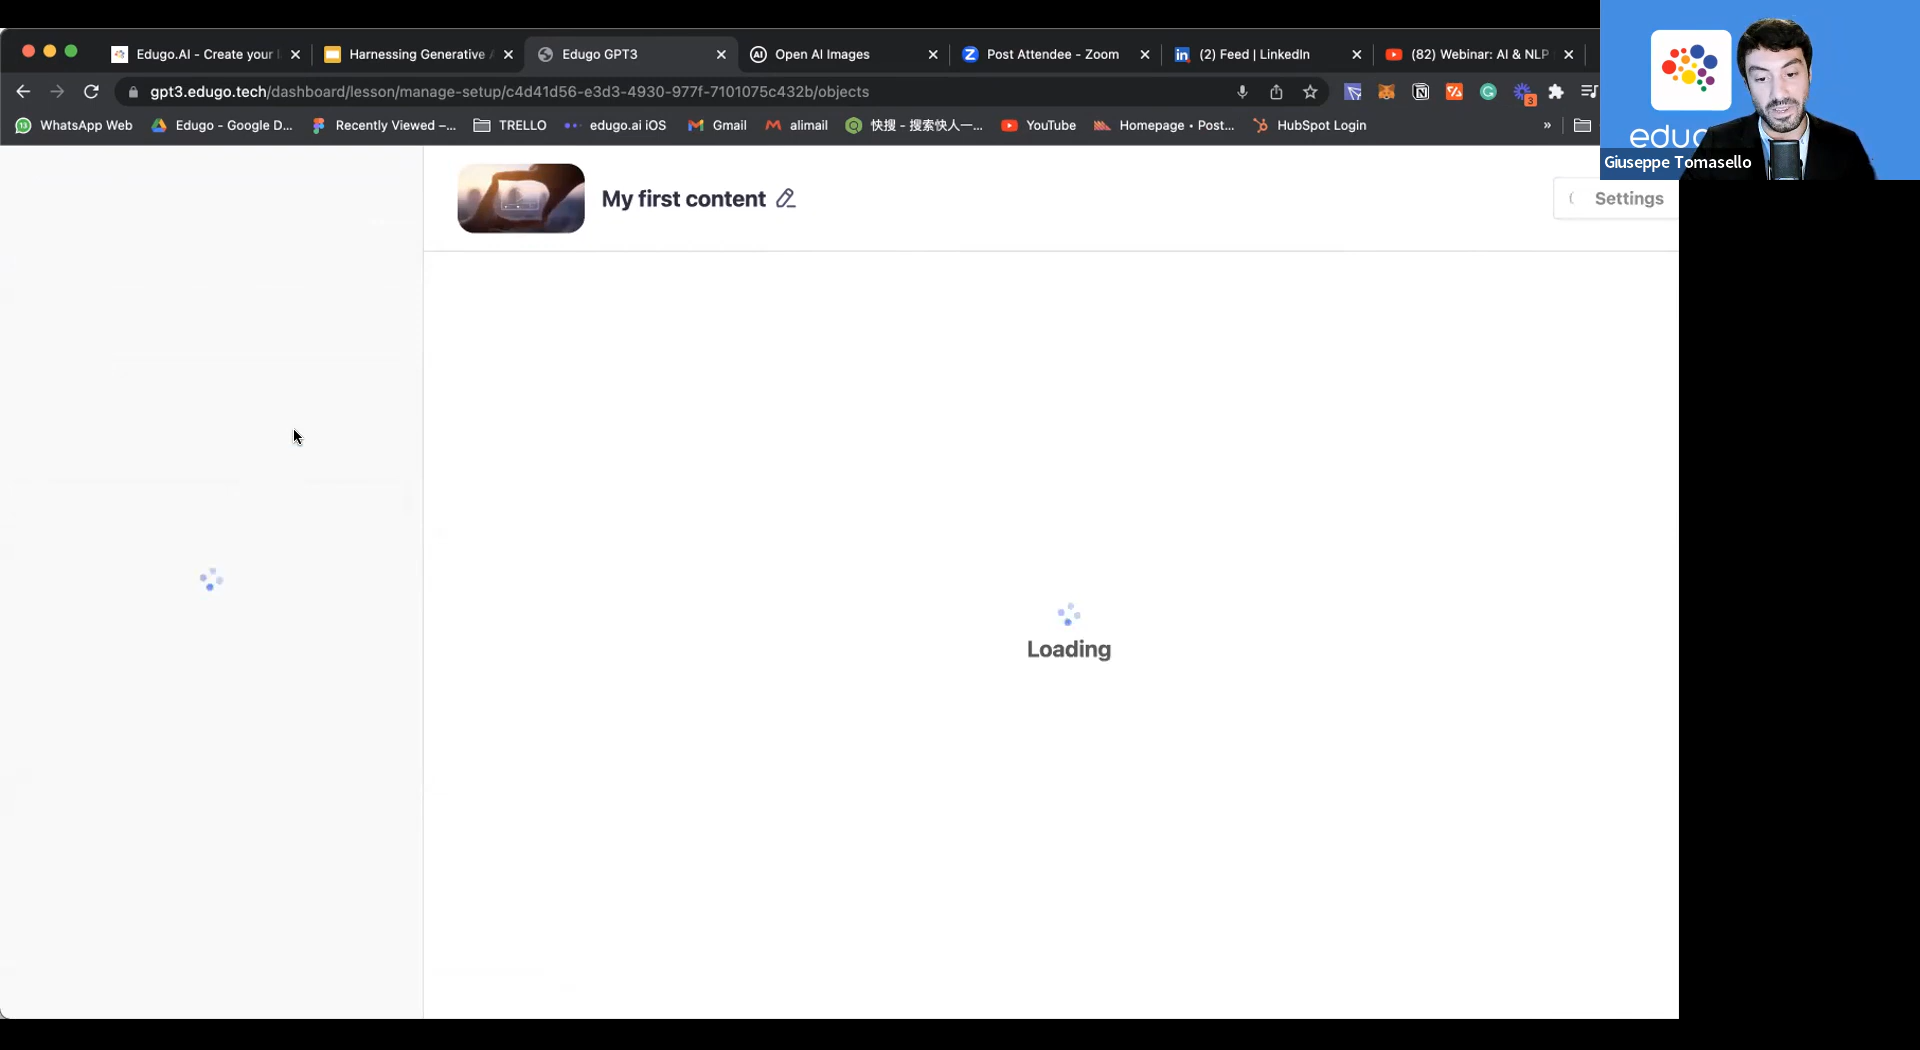 Edugo.AI - Create your
Harnessing Generative
Edugo GPT3
AI
Open AI Images
Post Attendee - Zoom
in
(2) Feed | LinkedIn
(82) Webinar: AI & NLP
gpt3.edugo.tech/dashboard/lesson/manage-setup/c4d41d56-e3d3-4930-977f-7101075c432b/objects
3
WhatsApp Web
Edugo - Google D...
Recently Viewed –...
TRELLO
edugo.ai iOS
Gmail
alimail
快搜 - 搜索快人一...
YouTube
Homepage • Post...
HubSpot Login
»
Giuseppe Tomasello
My first content
Settings
Loading